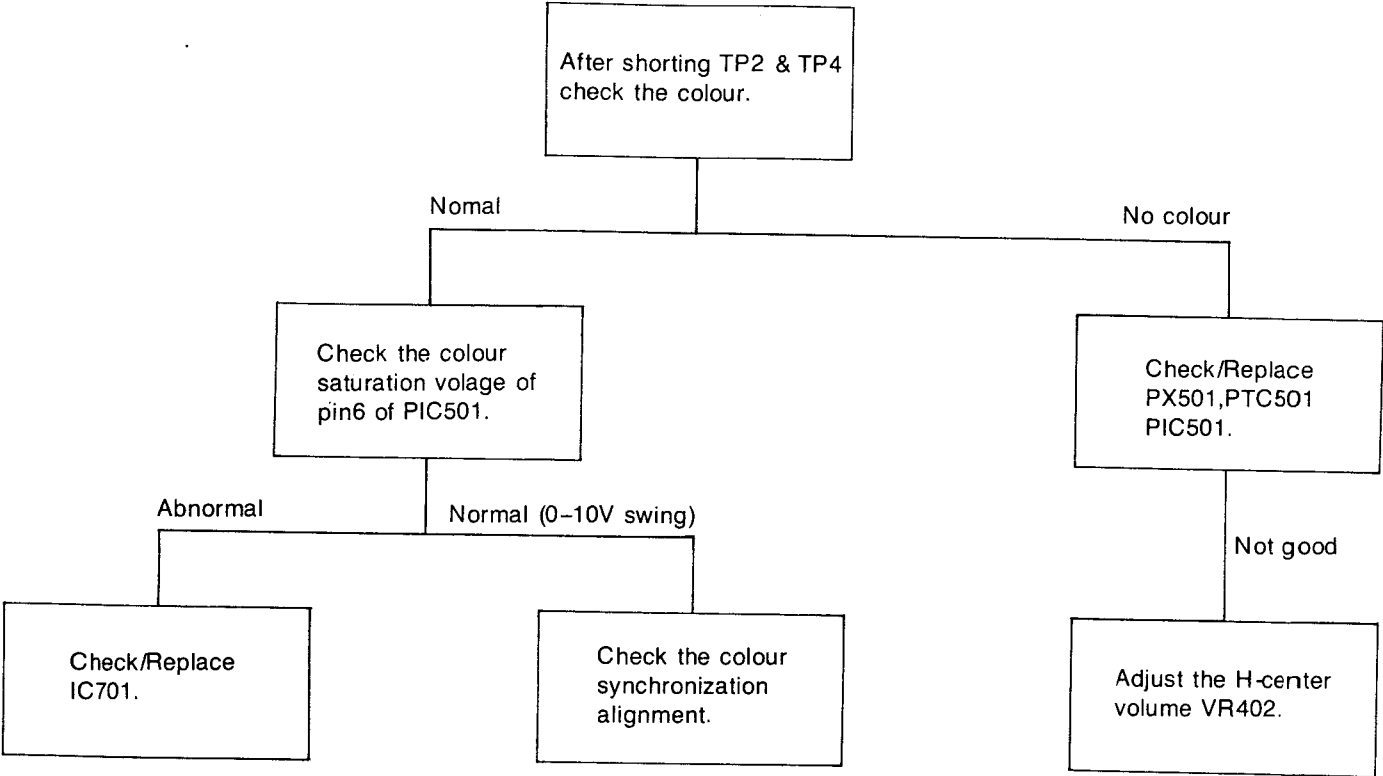 After shorting TP2 & TP4
check the colour.
Nomal
No colour
Check the colour
saturation volage of
pin6 of PIC501.
Check/Replace
PX501,PTC501
PIC501.
Abnormal
Normal (0–10V swing)
Not good
Check/Replace
IC701.
Check the colour
synchronization
alignment.
Adjust the H-center
volume VR402.